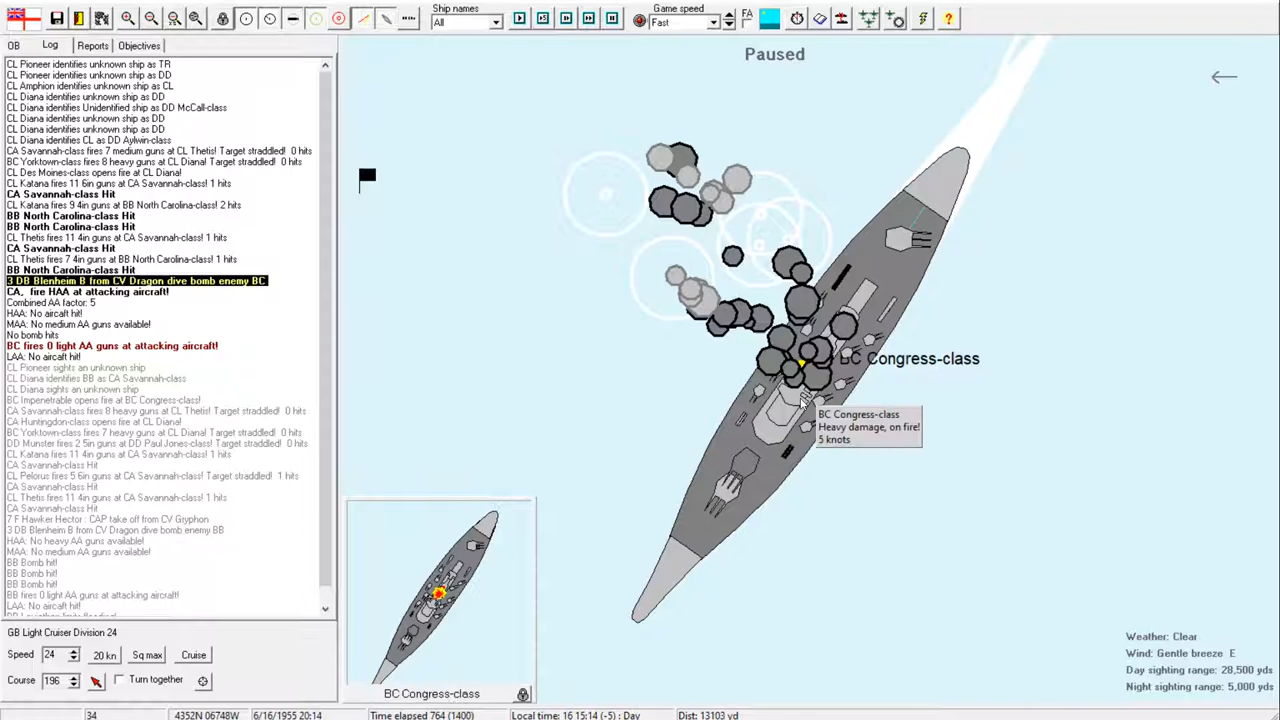 Ship names
All
Game speed
Fast
FA
OB
Log
Reports
Objectives
CL Pioneer identifies unknown ship as TR
CL Pioneer identifies unknown ship as DD
CL Amphion identifies unknown ship as CL
CL Diana identifies unknown ship as DD
CL Diana identifies Unidentified ship as DD McCall-class
CL Diana identifies unknown ship as DD
CL Diana identifies unknown ship as DD
CL Diana identifies CL as DD Aylwin-class
CA Savannah-class fires 7 medium guns at CL Thetis! Target straddled! 0 hits
BC Yorktown-class fires 8 heavy guns at CL Diana! Target straddled! 0 hits
CL Des Moines-class opens fire at CL Diana!
CL Katana fires 11 6in guns at CA Savannah-class! 1 hits
CA Savannah-class Hit
CL Katana fires 9 4in guns at BB North Carolina-class! 2 hits
BB North Carolina-class Hit
BB North Carolina-class Hit
CL Thetis fires 11 4in guns at CA Savannah-class! 1 hits
CA Savannah-class Hit
CL Thetis fires 7 4in guns at BB North Carolina-class! 1 hits
BB North Carolina-class Hit
3 DB Blenheim B from CV Dragon dive bomb enemy BC
CA, fire HAA at attacking aircraft!
Combined AA factor: 5
HAA: No aircaft hit!
MAA: No medium AA guns available!
No bomb hits
BC fires 0 light AA guns at attacking aircraft!
LAA: No aircaft hit!
CL Pioneer sights an unknown ship
CL Diana identifies BB as CA Savannah-class
CL Diana sights an unknown ship
BC Impenetrable opens fire at BC Congress-class!
CA Savannah-class fires 8 heavy guns at CL Thetis! Target straddled! 0 hits
CA Huntingdon-class opens fire at CL Diana!
BC Yorktown-class fires 7 heavy guns at CL Diana! Target straddled! 0 hits
DD Munster fires 2 5in guns at DD Paul Jones-class! Target straddled!
CL Katana fires 11 4in guns at CA Savannah-class! 1 hits
CA Savannah-class Hit
CL Pelorus fires 5 6in guns at CA Savannah-class! Target straddled! 1 hits
CA Savannah-class Hit
CL Thetis fires 11 4in guns at CA Savannah-class! 1 hits
CA Savannah-class Hit
7 F Hawker Hector : CAP take off from CV Gryphon
3 DB Blenheim B from CV Dragon dive bomb enemy BB
HAA: No heavy AA guns available!
MAA: No medium AA guns available!
BB Bomb hit!
BB Bomb hit!
BB Bomb hit!
BB fires 0 light AA guns at attacking aircraft!
LAA: No aircaft hit!
GB Light Cruiser Division 24
Speed
24
20 kn
Sq max
Cruise
Course
196
Turn together
Paused
BC Congress-class
BC Congress-class
Heavy damage, on fire!
5 knots
BC Congress-class
Weather: Clear
Wind: Gentle breeze E
Day sighting range: 28,500 yds
Night sighting range: 5,000 yds
34
4352N 06748W
6/16/1955 20:14
Time elapsed 764 (1400)
Local time: 16 15:14 (-5) : Day
Dist: 13103 yd